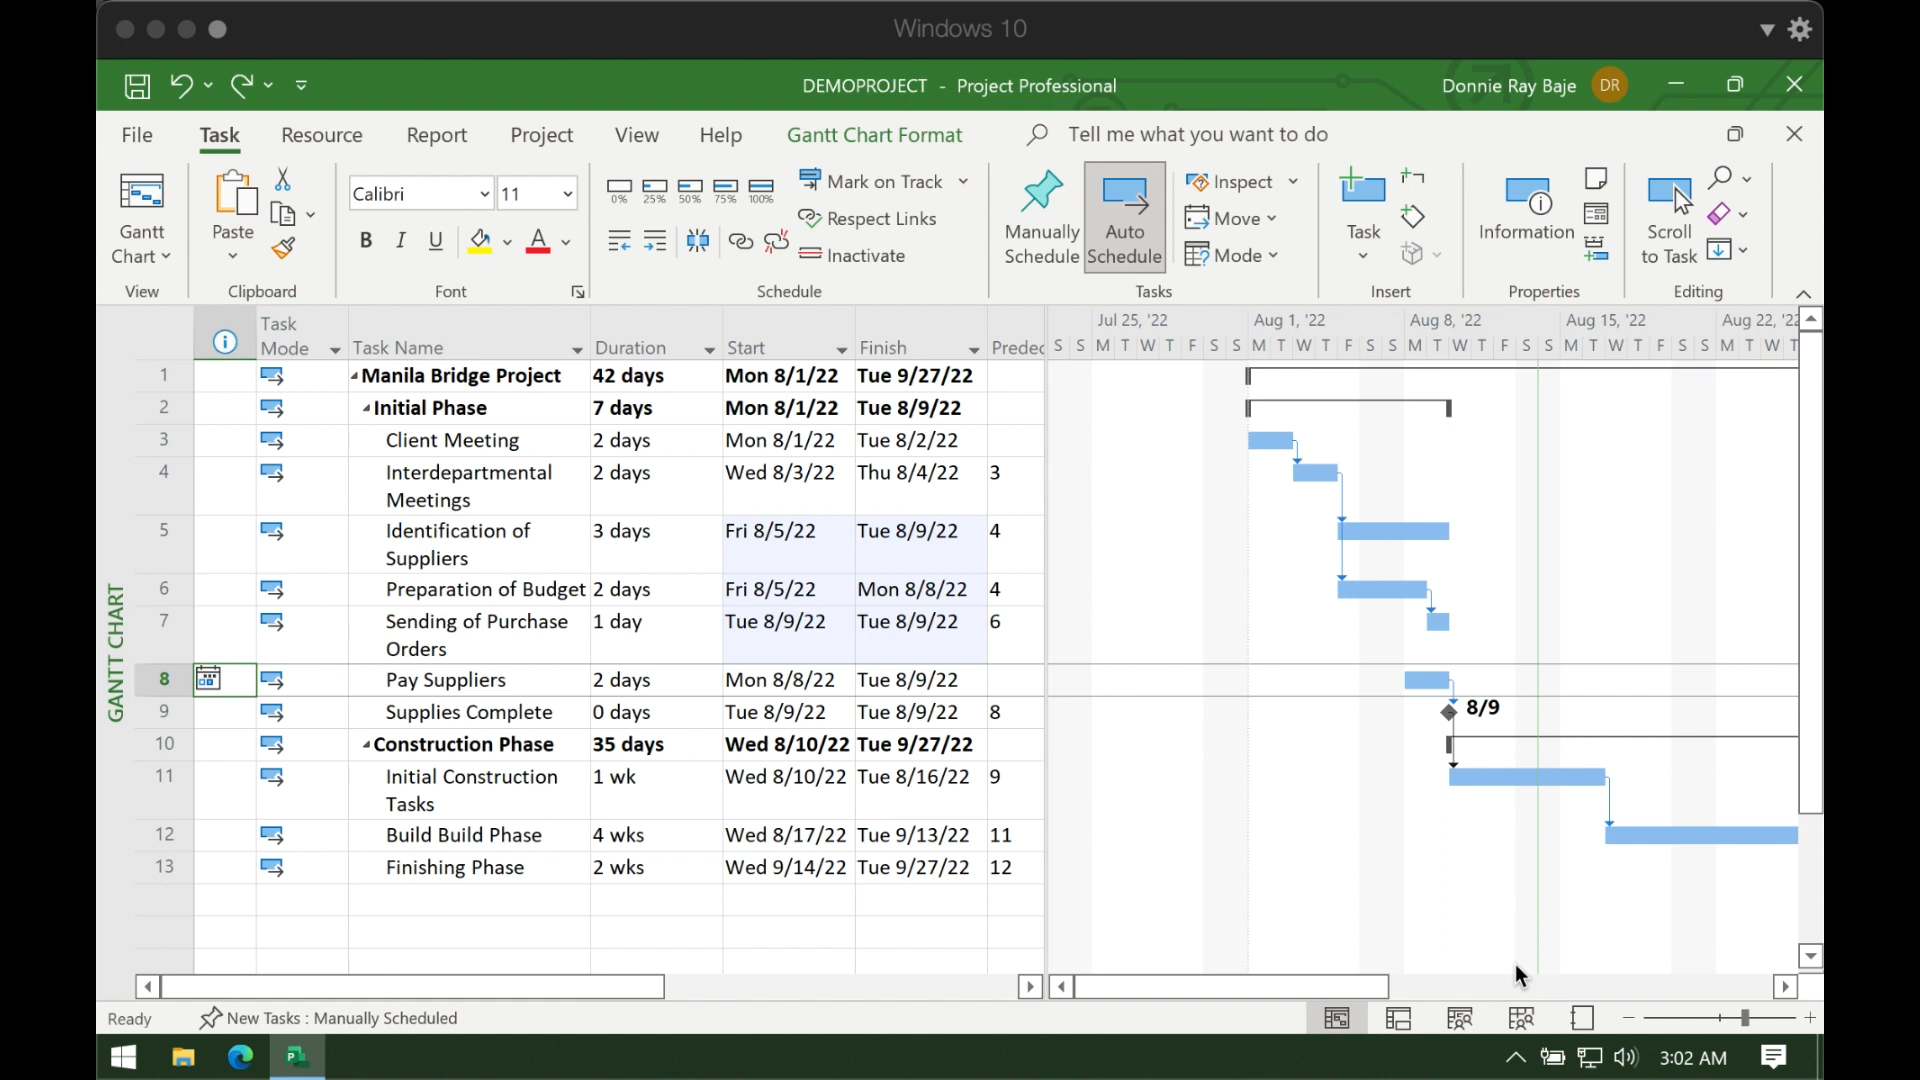 Windows 10
DEMOPROJECT - Project Professional
Donnie Ray Baje DR
File Task Resource Report Project View Help Gantt Chart Format Tell me what you want to do
Gantt Chart
View
Paste
Clipboard
Calibri 11
B I U A
Font
0% 25% 50% 75% 100%
Mark on Track
Respect Links
Inactivate
Schedule
Manually Schedule
Auto Schedule
Inspect
Move
Mode
Tasks
Task
Insert
Information
Properties
Scroll to Task
Editing
Task Mode Task Name Duration Start Finish Predec
Jul 25, '22 Aug 1, '22 Aug 8, '22 Aug 15, '22 Aug 22, '22
S S M T W T F S S M T W T F S S M T W T F S S M T W T F S S M T W T
1 Manila Bridge Project 42 days Mon 8/1/22 Tue 9/27/22
2 Initial Phase 7 days Mon 8/1/22 Tue 8/9/22
3 Client Meeting 2 days Mon 8/1/22 Tue 8/2/22
4 Interdepartmental 2 days Wed 8/3/22 Thu 8/4/22 3
Meetings
5 Identification of 3 days Fri 8/5/22 Tue 8/9/22 4
Suppliers
6 Preparation of Budget 2 days Fri 8/5/22 Mon 8/8/22 4
7 Sending of Purchase 1 day Tue 8/9/22 Tue 8/9/22 6
Orders
8 Pay Suppliers 2 days Mon 8/8/22 Tue 8/9/22
9 Supplies Complete 0 days Tue 8/9/22 Tue 8/9/22 8
8/9
10 Construction Phase 35 days Wed 8/10/22 Tue 9/27/22
11 Initial Construction 1 wk Wed 8/10/22 Tue 8/16/22 9
Tasks
12 Build Build Phase 4 wks Wed 8/17/22 Tue 9/13/22 11
13 Finishing Phase 2 wks Wed 9/14/22 Tue 9/27/22 12
GANTT CHART
Ready New Tasks : Manually Scheduled
3:02 AM